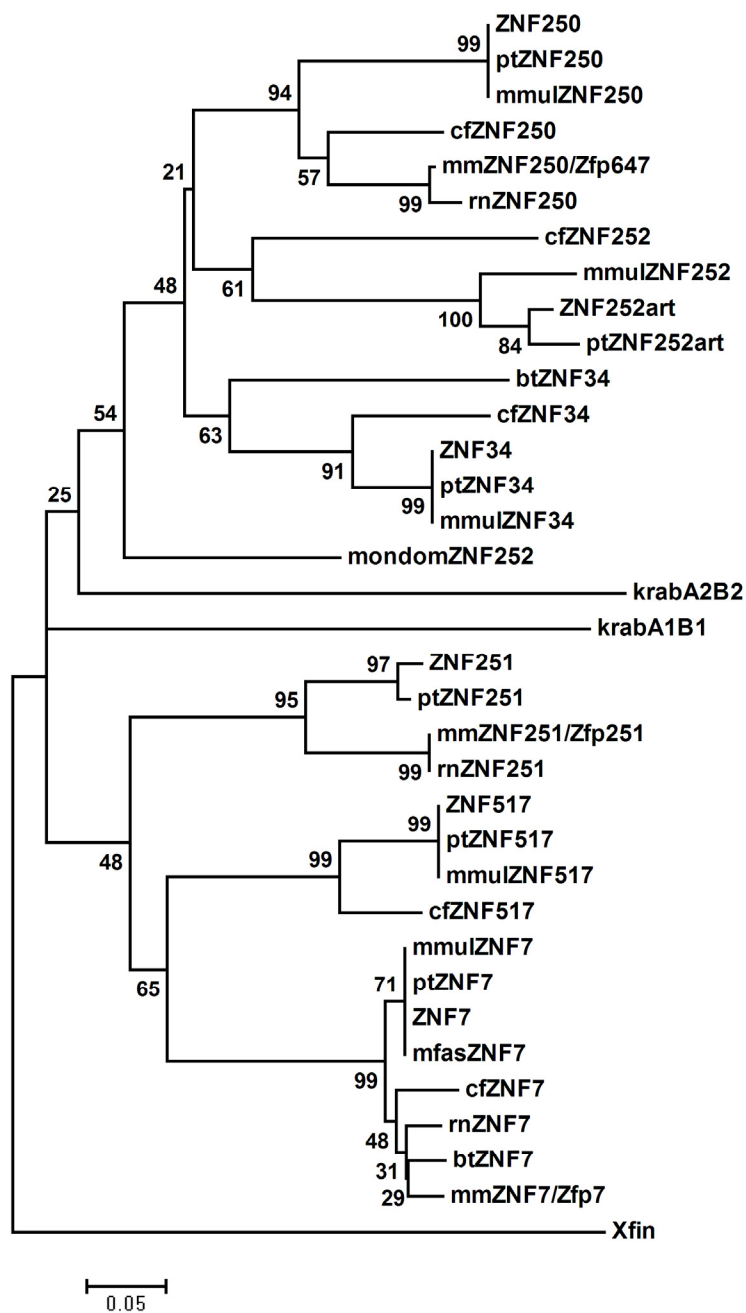 ZNF250
99
ptZNF250
mmulZNF250
94
cfZNF250
mmZNF250/Zfp647
21
57
99
rnZNF250
cfZNF252
mmulZNF252
48
61
ZNF252art
100
84
ptZNF252art
btZNF34
54
cfZNF34
63
ZNF34
91
ptZNF34
99
25
mmulZNF34
mondomZNF252
krabA2B2
krabA1B1
97
ZNF251
95
ptZNF251
mmZNF251/Zfp251
99
rnZNF251
ZNF517
99
ptZNF517
48
99
mmulZNF517
cfZNF517
mmulZNF7
71
ptZNF7
65
ZNF7
mfasZNF7
99
cfZNF7
rnZNF7
48
btZNF7
31
29
mmZNF7/Zfp7
Xfin
0.05